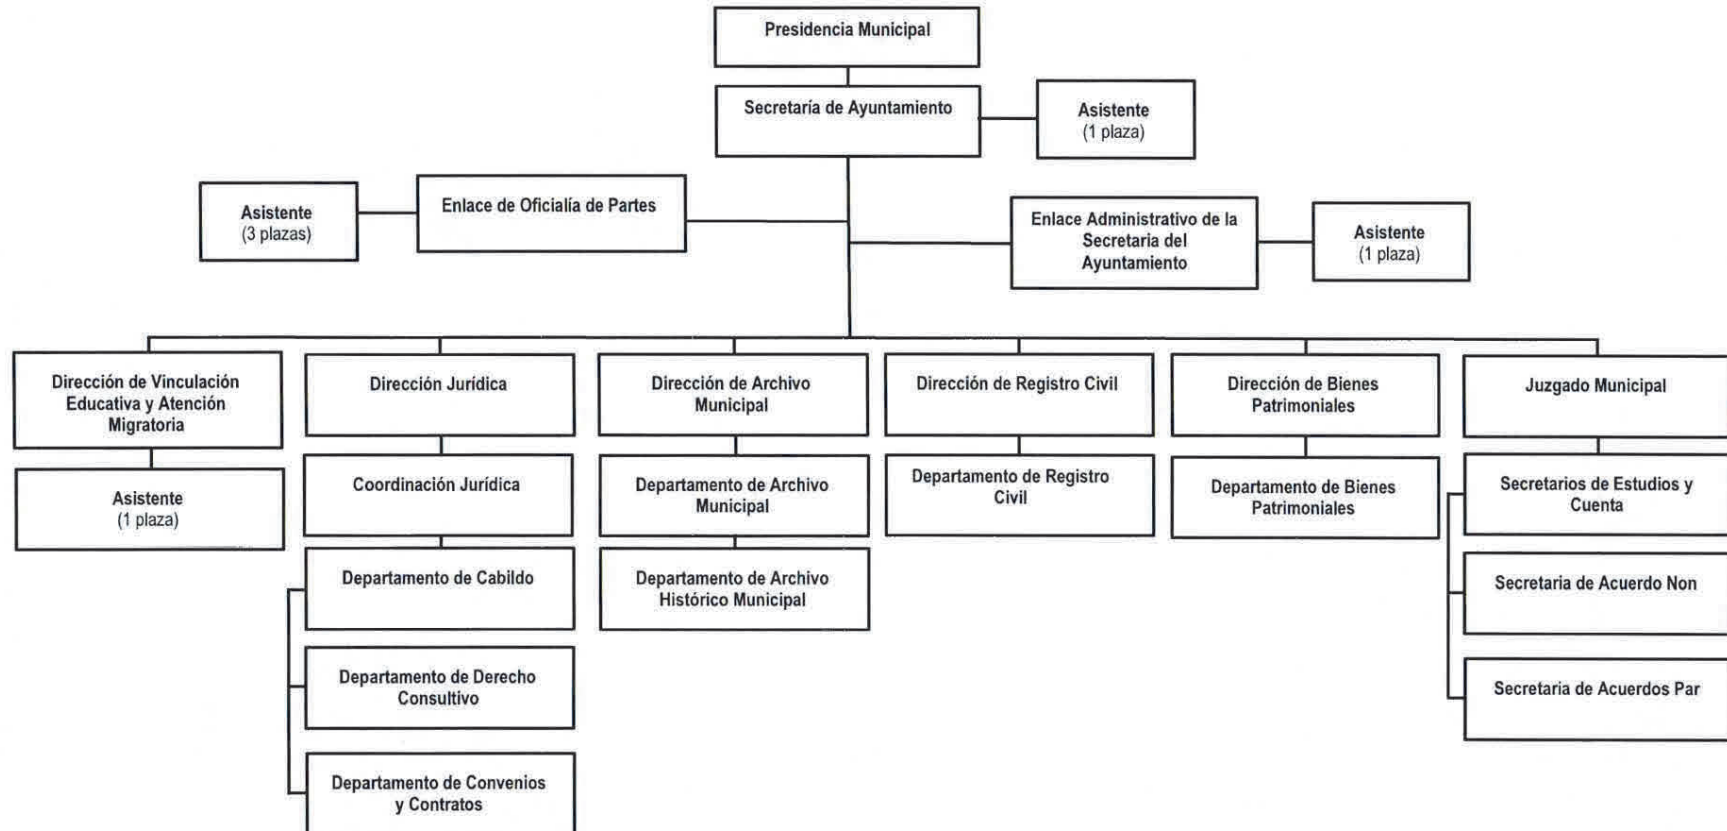 Presidencia Municipal
Secretaría de Ayuntamiento
Asistente
(1 plaza)
Asistente
(3 plazas)
Enlace de Oficialía de Partes
Enlace Administrativo de la
Secretaria del
Ayuntamiento
Asistente
(1 plaza)
Dirección de Vinculación
Educativa y Atención
Migratoria
Dirección Jurídica
Dirección de Archivo
Municipal
Dirección de Registro Civil
Dirección de Bienes
Patrimoniales
Juzgado Municipal
Asistente
(1 plaza)
Coordinación Jurídica
Departamento de Archivo
Municipal
Departamento de Registro
Civil
Departamento de Bienes
Patrimoniales
Secretarios de Estudios y
Cuenta
Departamento de Cabildo
Departamento de Archivo
Histórico Municipal
Secretaria de Acuerdo Non
Departamento de Derecho
Consultivo
Secretaria de Acuerdos Par
Departamento de Convenios
y Contratos